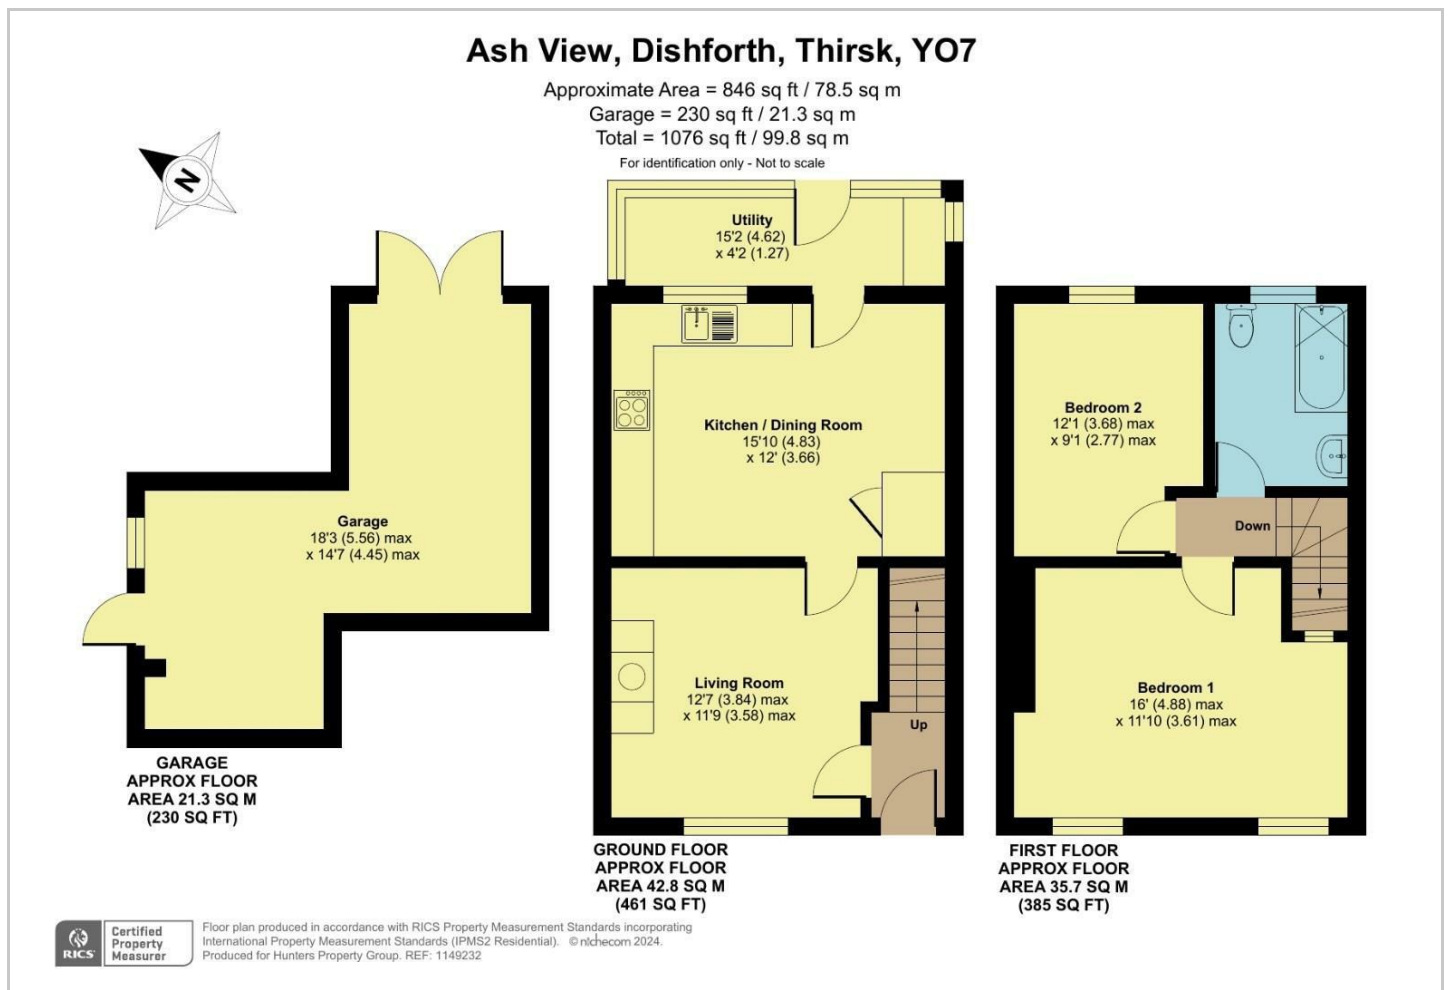 Ash View, Dishforth, Thirsk, YO7
Approximate Area = 846 sq ft / 78.5 sq m
Garage = 230 sq ft / 21.3 sq m
Total = 1076 sq ft / 99.8 sq m
For identification only - Not to scale
N
Utility
15'2 (4.62)
x 4'2 (1.27)
Kitchen / Dining Room
15'10 (4.83)
x 12' (3.66)
Bedroom 2
12'1 (3.68) max
x 9'1 (2.77) max
Garage
18'3 (5.56) max
x 14'7 (4.45) max
Down
Living Room
12'7 (3.84) max
x 11'9 (3.58) max
Up
Bedroom 1
16' (4.88) max
x 11'10 (3.61) max
GARAGE
APPROX FLOOR
AREA 21.3 SQ M
(230 SQ FT)
GROUND FLOOR
APPROX FLOOR
AREA 42.8 SQ M
(461 SQ FT)
FIRST FLOOR
APPROX FLOOR
AREA 35.7 SQ M
(385 SQ FT)
RICS
Certified
Property
Measurer
Floor plan produced in accordance with RICS Property Measurement Standards incorporating
International Property Measurement Standards (IPMS2 Residential). © nichecom 2024.
Produced for Hunters Property Group. REF: 1149232